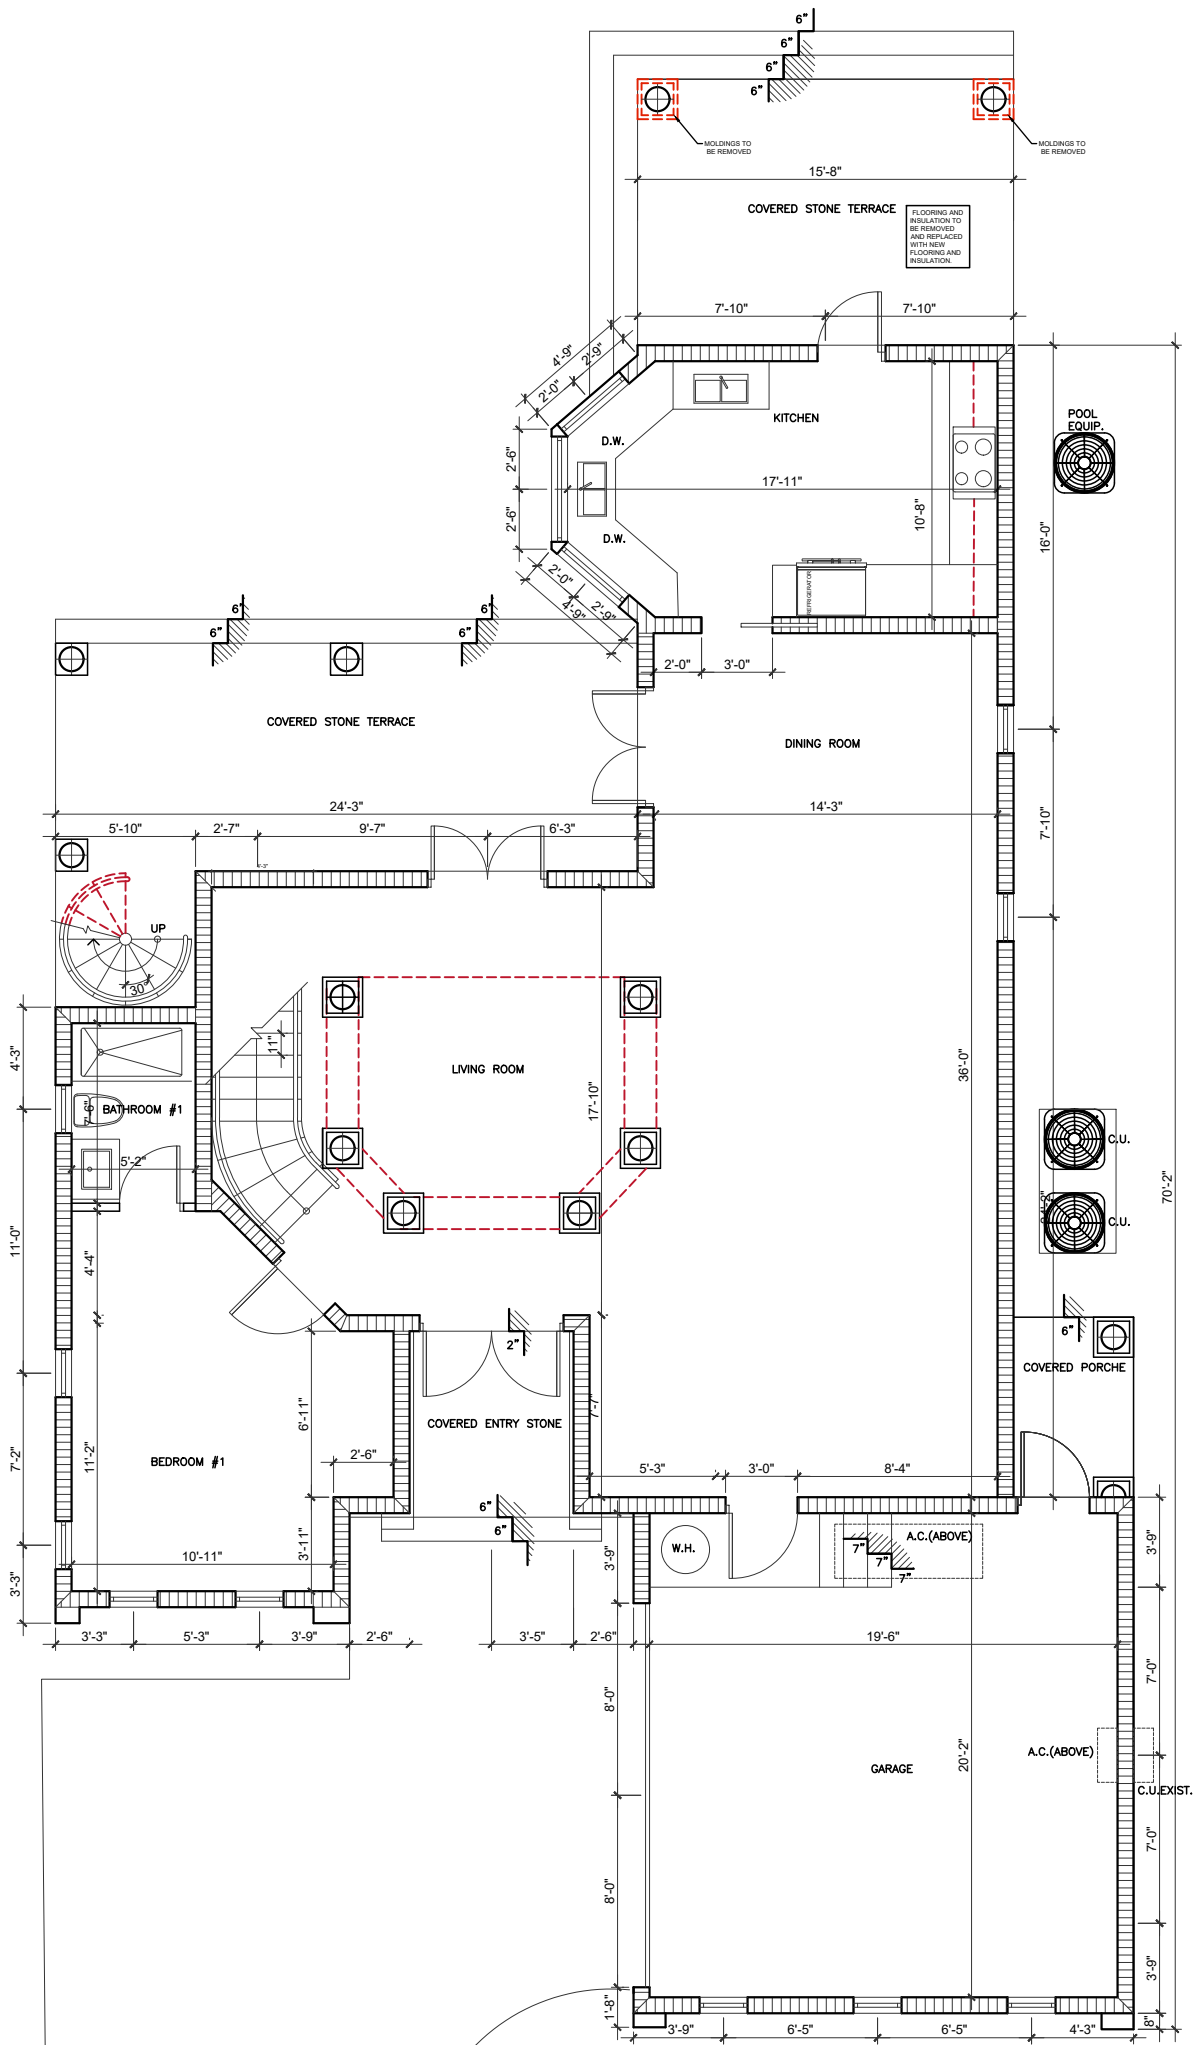 6"
6"
6"
6"
MOLDINGS TO
BE REMOVED
MOLDINGS TO
BE REMOVED
15'-8"
COVERED STONE TERRACE
FLOORING AND
INSULATION TO
BE REMOVED
AND REPLACED
WITH NEW
FLOORING AND
INSULATION.
7'-10"
7'-10"
4'-9"
2'-9"
2'-0"
KITCHEN
POOL
EQUIP.
D.W.
2'-6"
17'-11"
10'-8"
2'-6"
16'-0"
D.W.
2'-0"
2'-9"
4'-9"
REFRIGERATOR
6"
6"
6"
6"
2'-0"
3'-0"
COVERED STONE TERRACE
DINING ROOM
24'-3"
14'-3"
5'-10"
2'-7"
9'-7"
6'-3"
7'-10"
UP
30°
4'-3"
11"
LIVING ROOM
17'-10"
36'-0"
7'-6"
BATHROOM #1
5'-2"
C.U.
C.U.
70'-2"
11'-0"
4'-4"
2"
6"
COVERED PORCHE
6'-11"
7'-7"
COVERED ENTRY STONE
11'-2"
7'-2"
BEDROOM #1
2'-6"
5'-3"
3'-0"
8'-4"
6"
6"
3'-11"
10'-11"
3'-3"
3'-9"
W.H.
A.C.(ABOVE)
7"
7"
7"
3'-9"
3'-3"
5'-3"
3'-9"
2'-6"
3'-5"
2'-6"
19'-6"
8'-0"
7'-0"
20'-2"
GARAGE
A.C.(ABOVE)
C.U.EXIST.
7'-0"
8'-0"
3'-9"
1'-8"
8"
3'-9"
6'-5"
6'-5"
4'-3"